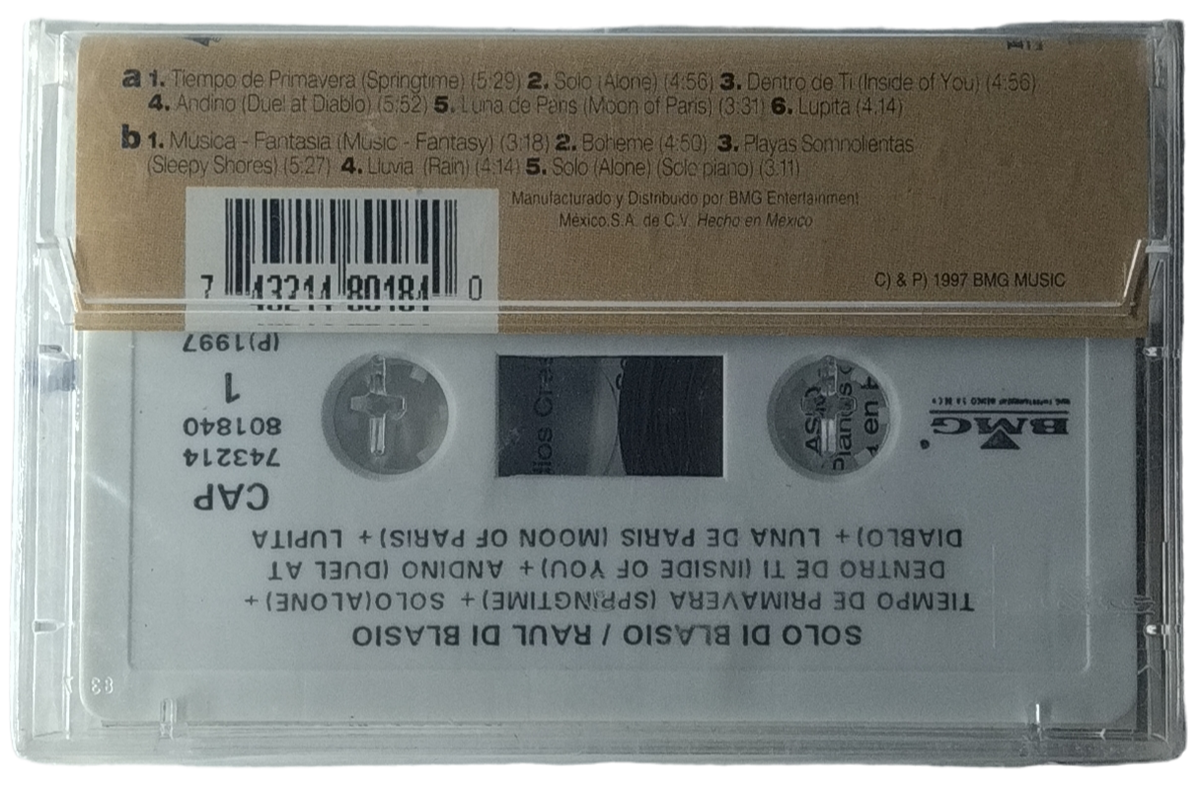 a 1. Tiempo de Primavera (Springtime) (5:29) 2. Solo (Alone) (4:56) 3. Dentro de Ti (Inside of You) (4:56)
4. Andino (Duel at Diablo) (5:52) 5. Luna de Paris (Moon of Paris) (3:31) 6. Lupita (4.14)
b 1. Musica - Fantasia (Music - Fantasy) (3:18) 2. Boheme (4:50) 3. Playas Somnolientas
(Sleepy Shores) (5:27) 4. Lluvia (Rain) (4:14) 5. Solo (Alone) (Solo piano) (3:11)
Manufacturado y Distribuido por BMG Entertainment
México.S.A. de C.V. Hecho en México
C) & P) 1997 BMG MUSIC
7 43214 80184 0
SOLO DI BLASIO / RAUL DI BLASIO
TIEMPO DE PRIMAVERA (SPRINGTIME) + SOLO(ALONE) +
DENTRO DE TI (INSIDE OF YOU) + ANDINO (DUEL AT
DIABLO) + LUNA DE PARIS (MOON OF PARIS) + LUPITA
BMG
CAP
743214
801840
1
(P)1997
83